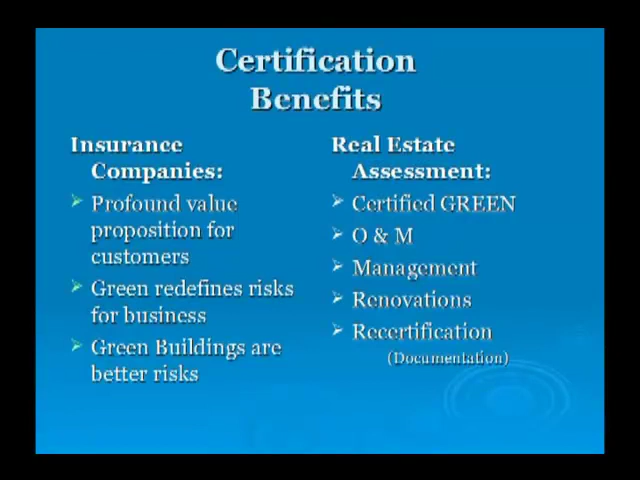 Certification
Benefits
Insurance
Companies:
Profound value
proposition for
customers
Green redefines risks
for business
Green Buildings are
better risks
Real Estate
Assessment:
Certified GREEN
O & M
Management
Renovations
Recertification
(Documentation)